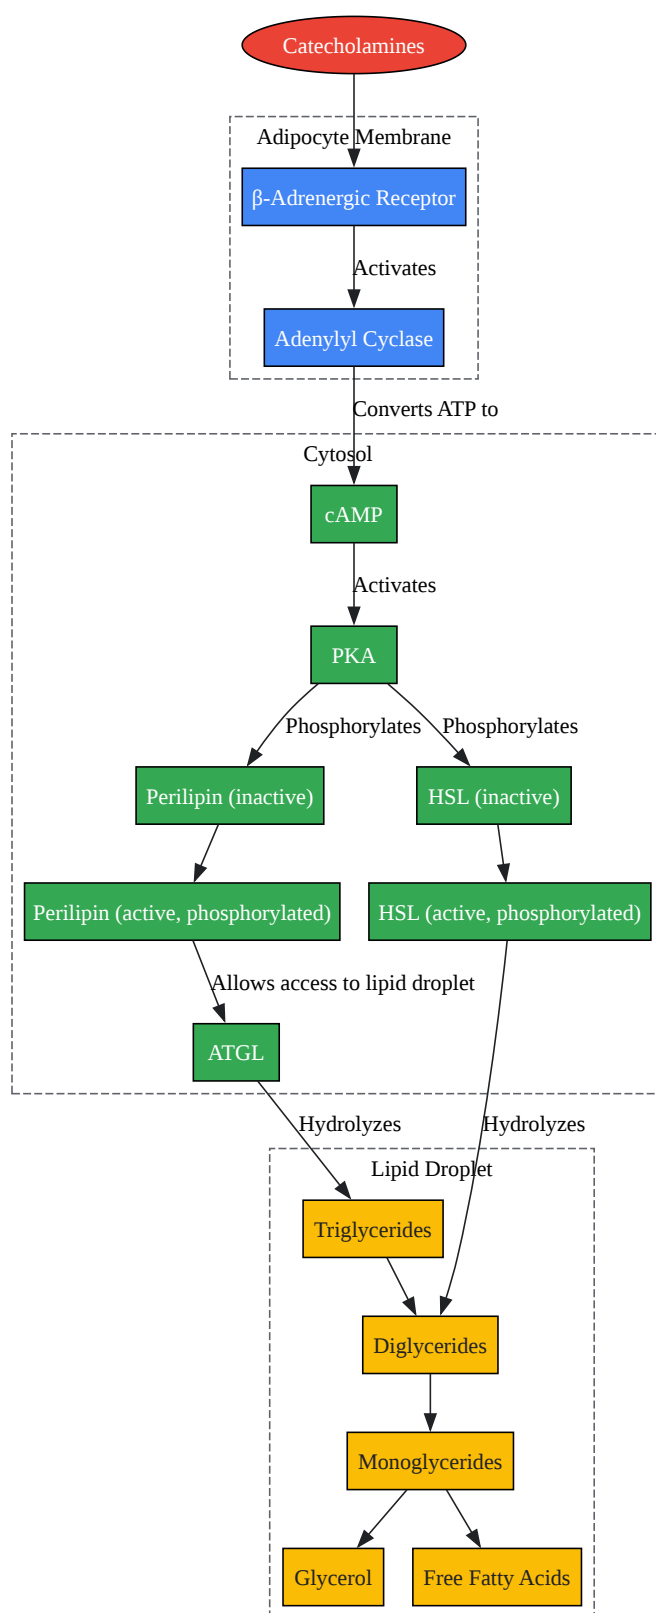 Catecholamines
Adipocyte Membrane
β-Adrenergic Receptor
Activates
Adenylyl Cyclase
Converts ATP to
Cytosol
cAMP
Activates
PKA
Phosphorylates
Phosphorylates
Perilipin (inactive)
HSL (inactive)
Perilipin (active, phosphorylated)
HSL (active, phosphorylated)
Allows access to lipid droplet
ATGL
Hydrolyzes
Hydrolyzes
Lipid Droplet
Triglycerides
Diglycerides
Monoglycerides
Glycerol
Free Fatty Acids